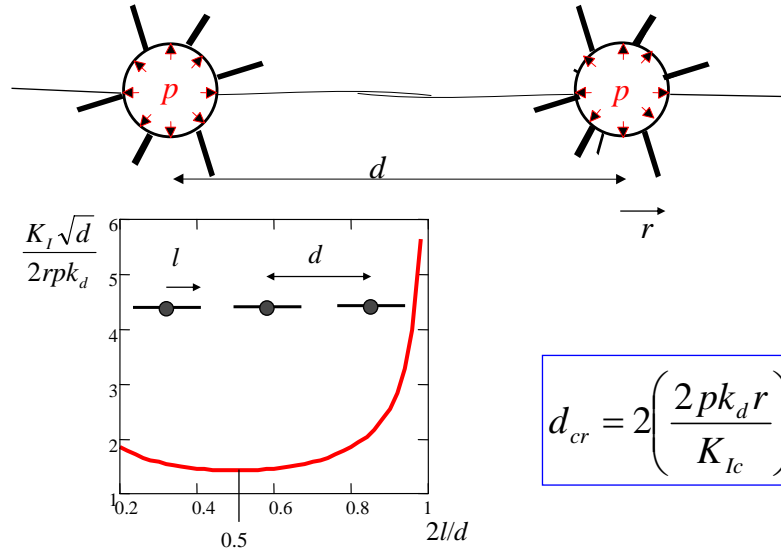 p
p
d
r
K_I √d
2rpk_d
l
d
6
5
4
3
2
1
0.2
0.4
0.6
0.8
1
2l/d
0.5
d_cr = 2(2pk_d r / K_Ic)